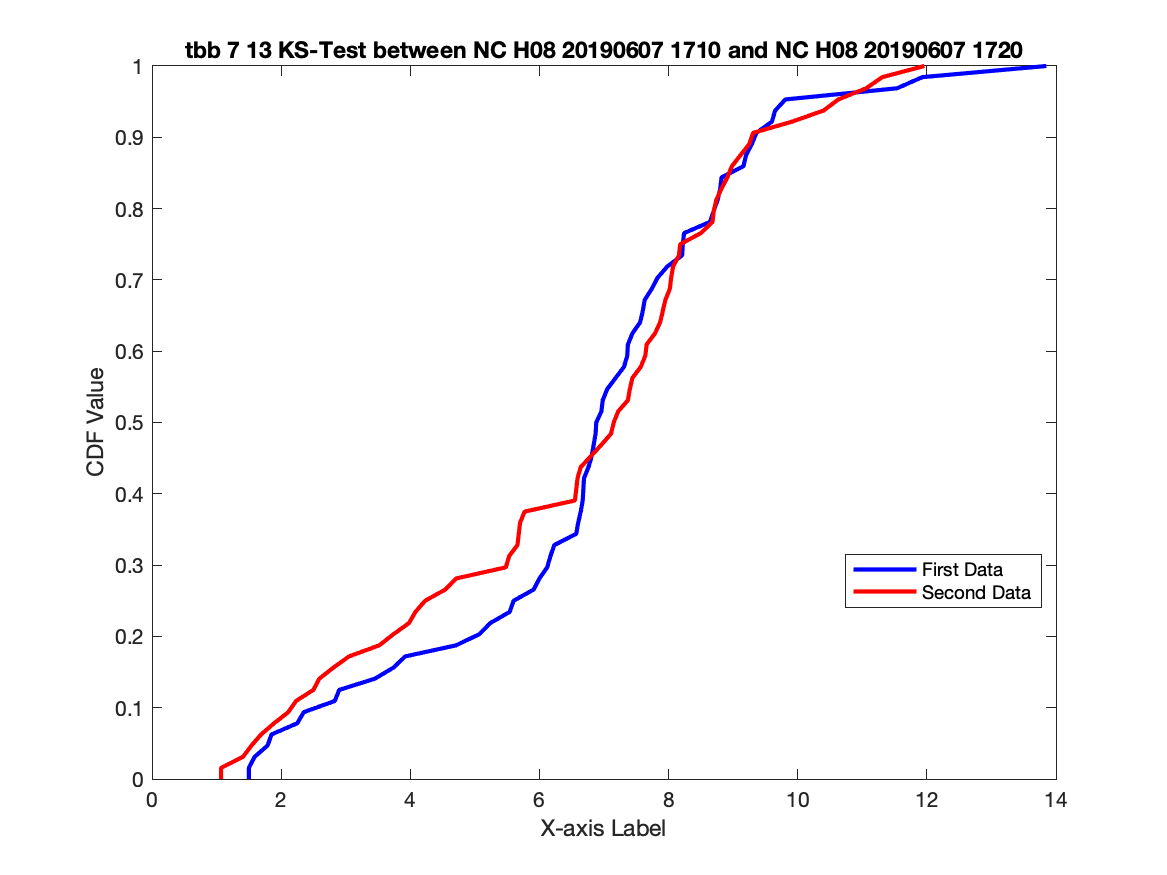 tbb 7 13 KS-Test between NC H08 20190607 1710 and NC H08 20190607 1720
1
0.9
0.8
0.7
0.6
0.5
0.4
0.3
0.2
0.1
0
CDF Value
First Data
Second Data
0 2 4 6 8 10 12 14
X-axis Label